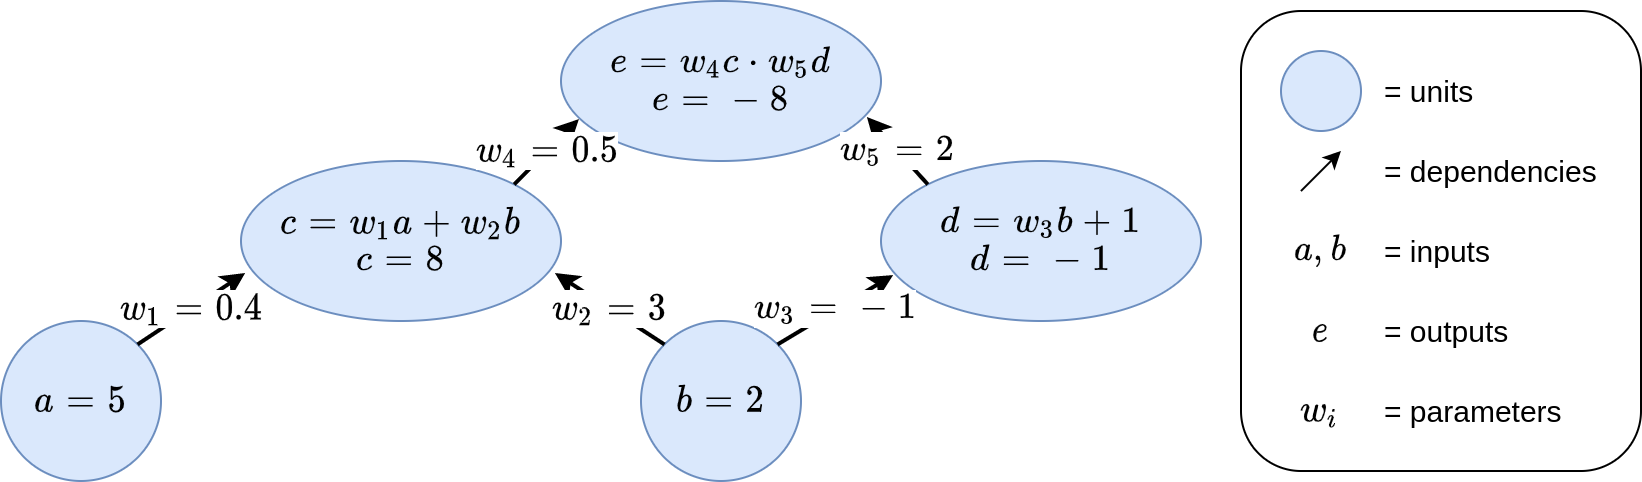 e = w₄c · w₅d
e = −8
w₄ = 0.5
w₅ = 2
c = w₁a + w₂b
c = 8
d = w₃b + 1
d = −1
w₁ = 0.4
w₂ = 3
w₃ = −1
a = 5
b = 2
= units
= dependencies
a, b = inputs
e = outputs
wᵢ = parameters